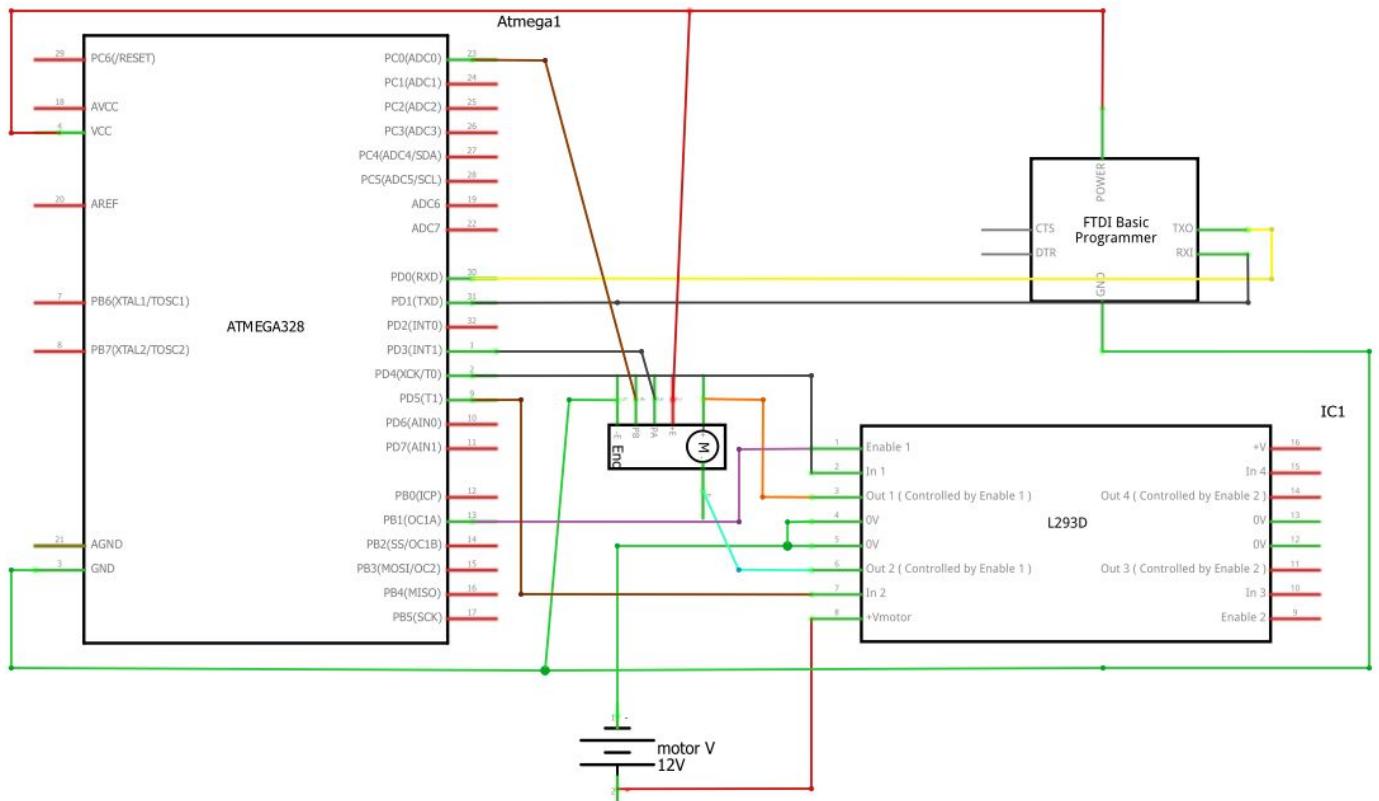 Atmega1
29
PC6(/RESET)
18
AVCC
4
VCC
20
AREF
7
PB6(XTAL1/TOSC1)
8
PB7(XTAL2/TOSC2)
21
AGND
3
GND
ATMEGA328
PC0(ADC0)
23
PC1(ADC1)
24
PC2(ADC2)
25
PC3(ADC3)
26
PC4(ADC4/SDA)
27
PC5(ADC5/SCL)
28
ADC6
19
ADC7
22
PD0(RXD)
30
PD1(TXD)
31
PD2(INT0)
32
PD3(INT1)
1
PD4(XCK/T0)
2
PD5(T1)
9
PD6(AIN0)
10
PD7(AIN1)
11
PB0(ICP)
12
PB1(OC1A)
13
PB2(SS/OC1B)
14
PB3(MOSI/OC2)
15
PB4(MISO)
16
PB5(SCK)
17
POWER
FTDI Basic
Programmer
CTS
DTR
TXO
RXI
GND
-E
PB
PA
+E
Enc
M
IC1
L293D
1
Enable 1
2
In 1
3
Out 1 ( Controlled by Enable 1 )
4
0V
5
0V
6
Out 2 ( Controlled by Enable 1 )
7
In 2
8
+Vmotor
+V
16
In 4
15
Out 4 ( Controlled by Enable 2 )
14
0V
13
0V
12
Out 3 ( Controlled by Enable 2 )
11
In 3
10
Enable 2
9
1
-
motor V
12V
2